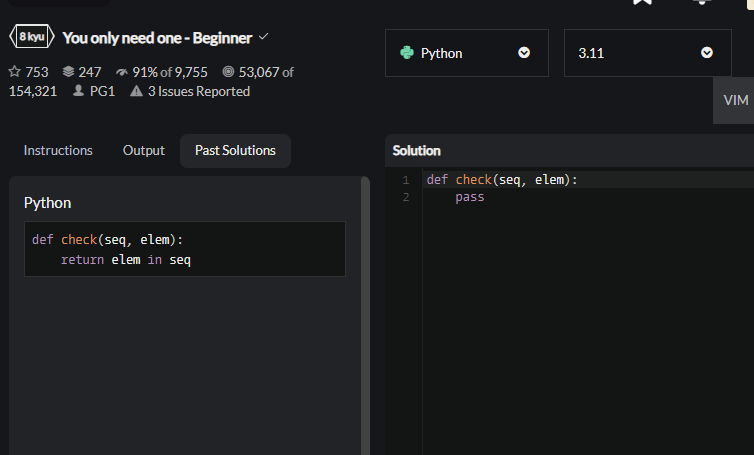 8 kyu You only need one - Beginner
753 247 91% of 9,755 53,067 of
154,321 PG1 3 Issues Reported
Python 3.11
VIM
Instructions Output Past Solutions
Python
def check(seq, elem):
return elem in seq
Solution
1 def check(seq, elem):
2 pass